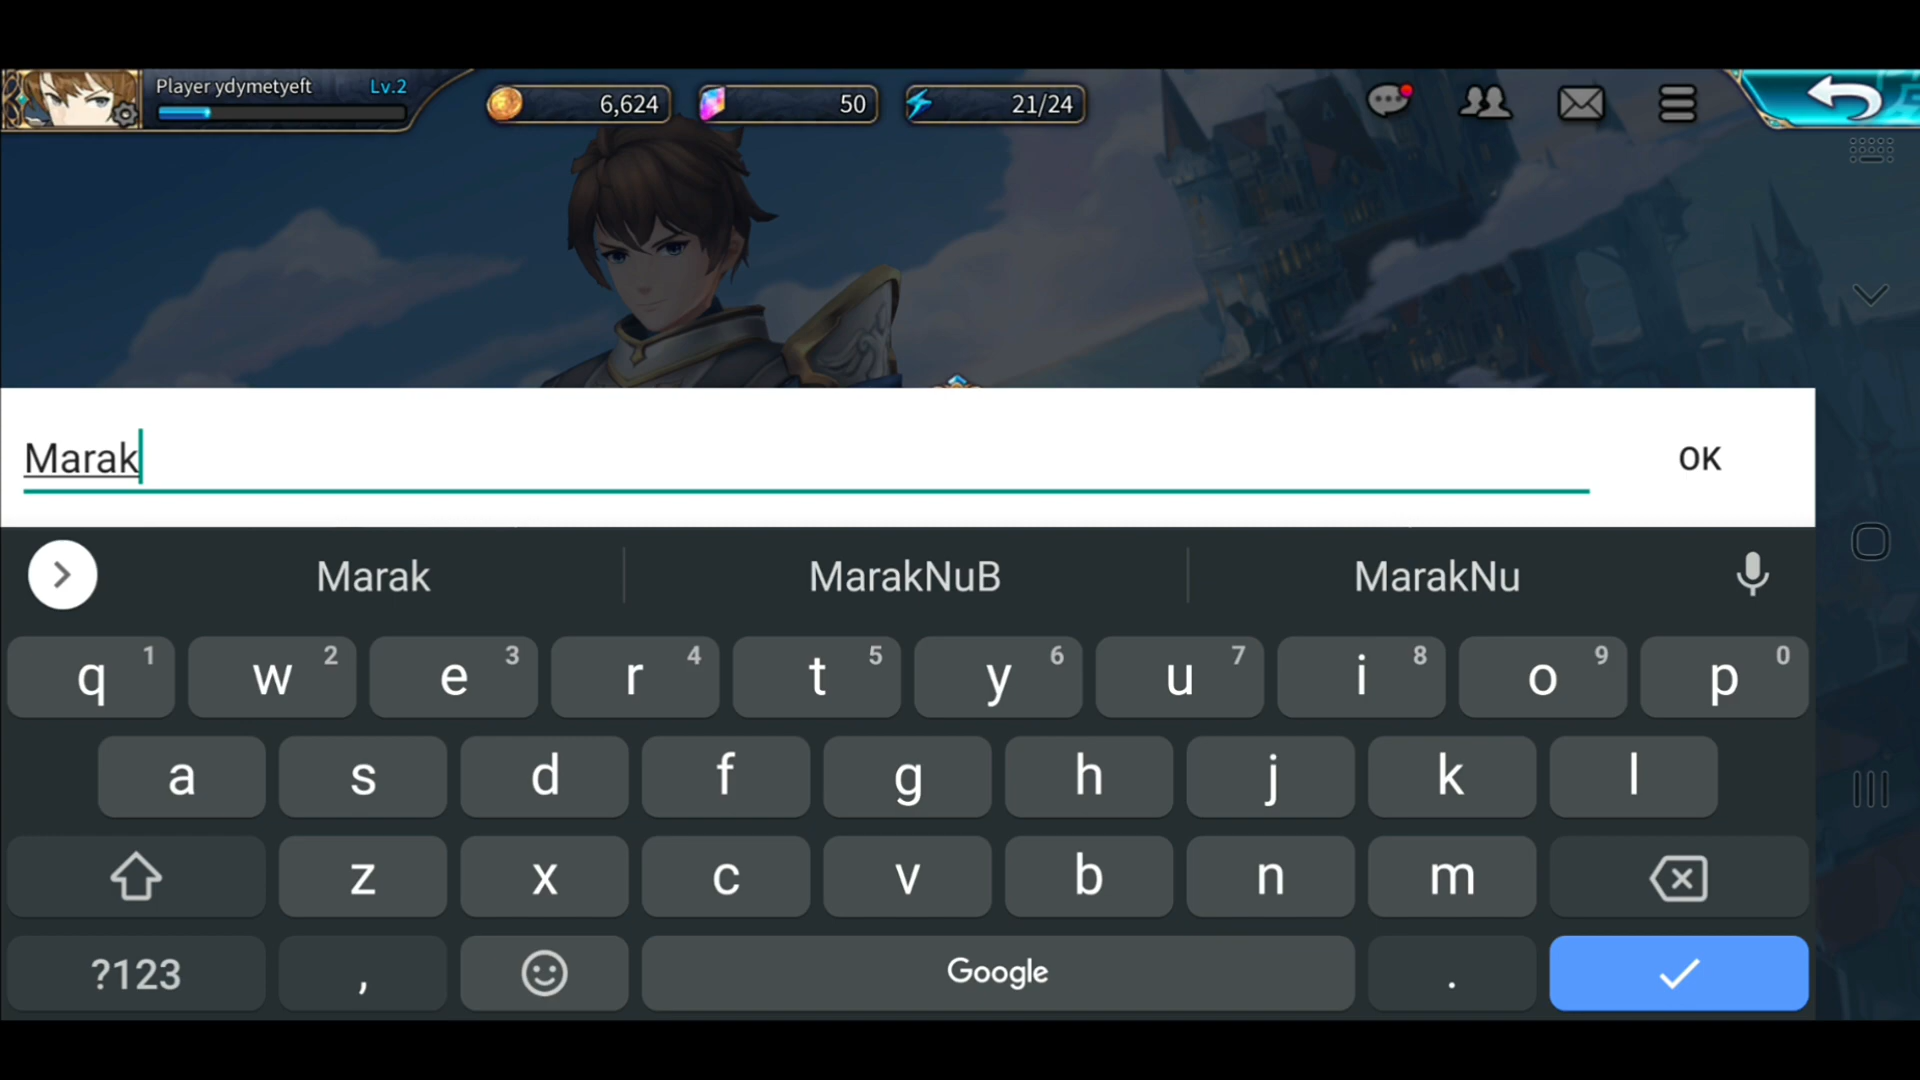 Player ydymetyeft Lv.2
6,624
50
21/24
Marak
OK
Marak MarakNuB MarakNu
q 1 w 2 e 3 r 4 t 5 y 6 u 7 i 8 o 9 p 0
a s d f g h j k l
z x c v b n m
?123 , Google .